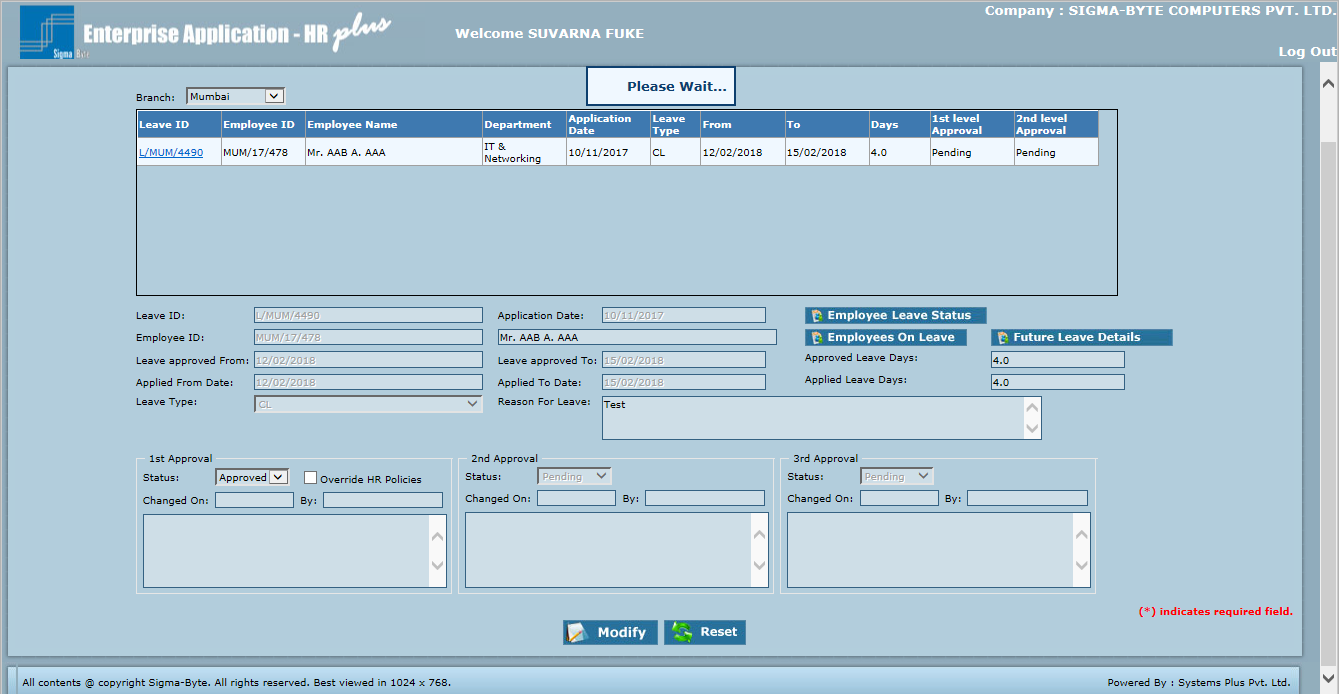 Company : SIGMA-BYTE COMPUTERS PVT. LTD.
Enterprise Application - HR plus
Welcome SUVARNA FUKE
Sigma Byte
Log Out
Please Wait...
Branch: Mumbai
Leave ID Employee ID Employee Name Department Application Date Leave Type From To Days 1st level Approval 2nd level Approval
L/MUM/4490 MUM/17/478 Mr. AAB A. AAA IT & Networking 10/11/2017 CL 12/02/2018 15/02/2018 4.0 Pending Pending
Leave ID: L/MUM/4490 Application Date: 10/11/2017 Employee Leave Status
Employee ID: MUM/17/478 Mr. AAB A. AAA Employees On Leave Future Leave Details
Leave approved From: 12/02/2018 Leave approved To: 15/02/2018 Approved Leave Days: 4.0
Applied From Date: 12/02/2018 Applied To Date: 15/02/2018 Applied Leave Days: 4.0
Leave Type: CL Reason For Leave: Test
1st Approval 2nd Approval 3rd Approval
Status: Approved Override HR Policies Status: Pending Status: Pending
Changed On: By: Changed On: By: Changed On: By:
(*) indicates required field.
Modify Reset
All contents @ copyright Sigma-Byte. All rights reserved. Best viewed in 1024 x 768. Powered By : Systems Plus Pvt. Ltd.